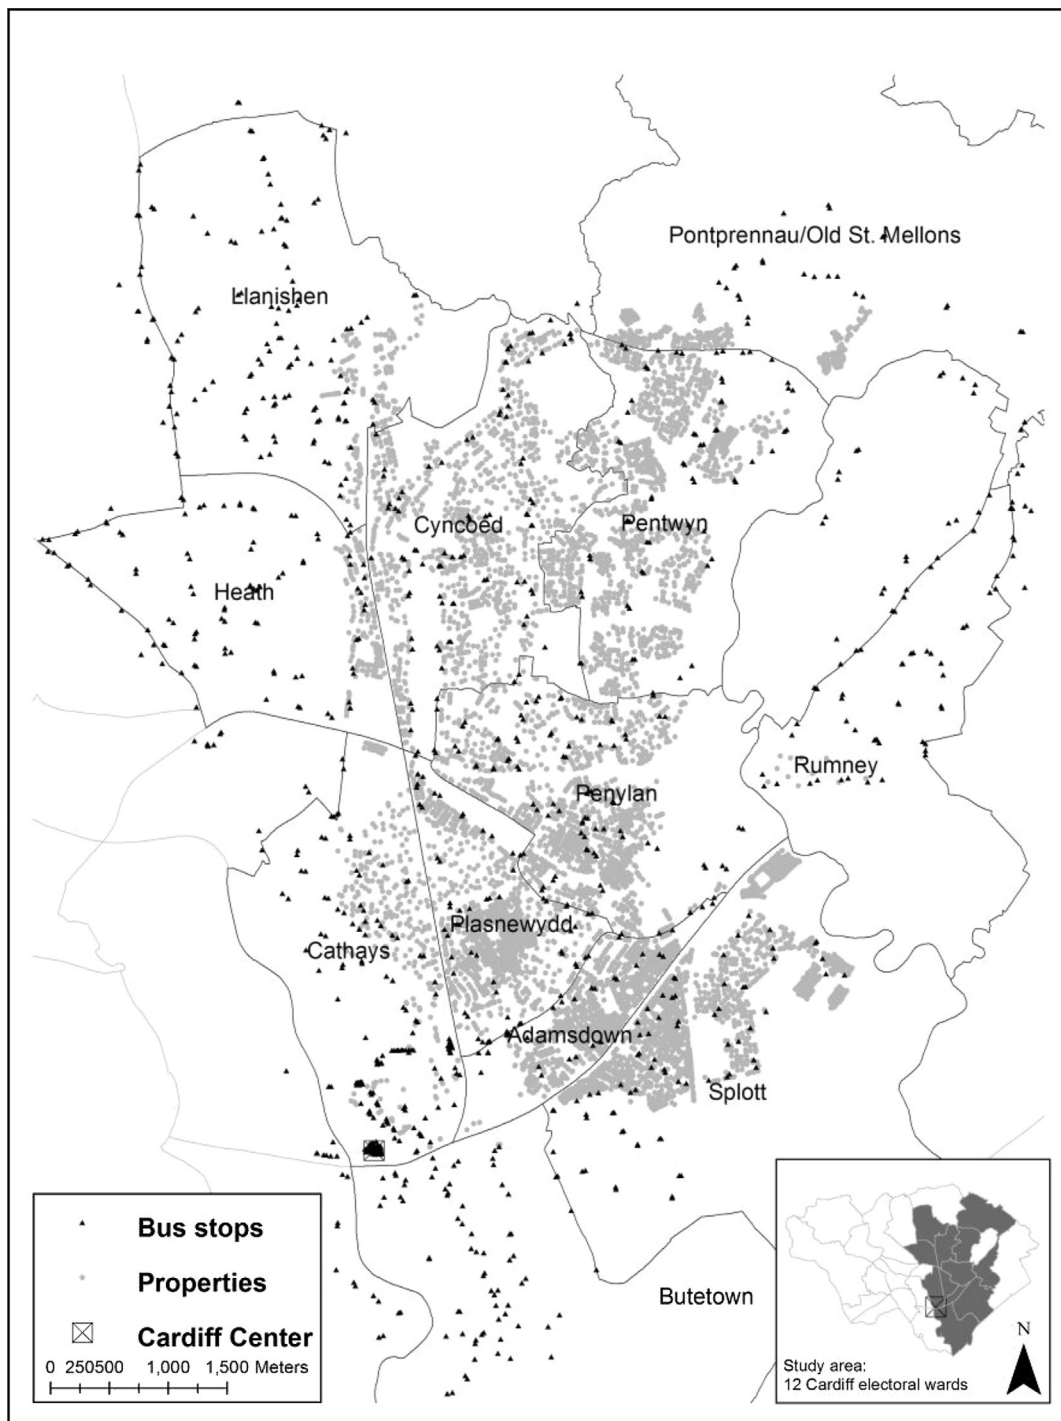 Pontprennau/Old St. Mellons
Llanishen
Cyncoed
Pentwyn
Heath
Rumney
Penylan
Plasnewydd
Cathays
Adamsdown
Splott
Butetown
Bus stops
Properties
Cardiff Center
0 250500 1,000 1,500 Meters
N
Study area:
12 Cardiff electoral wards